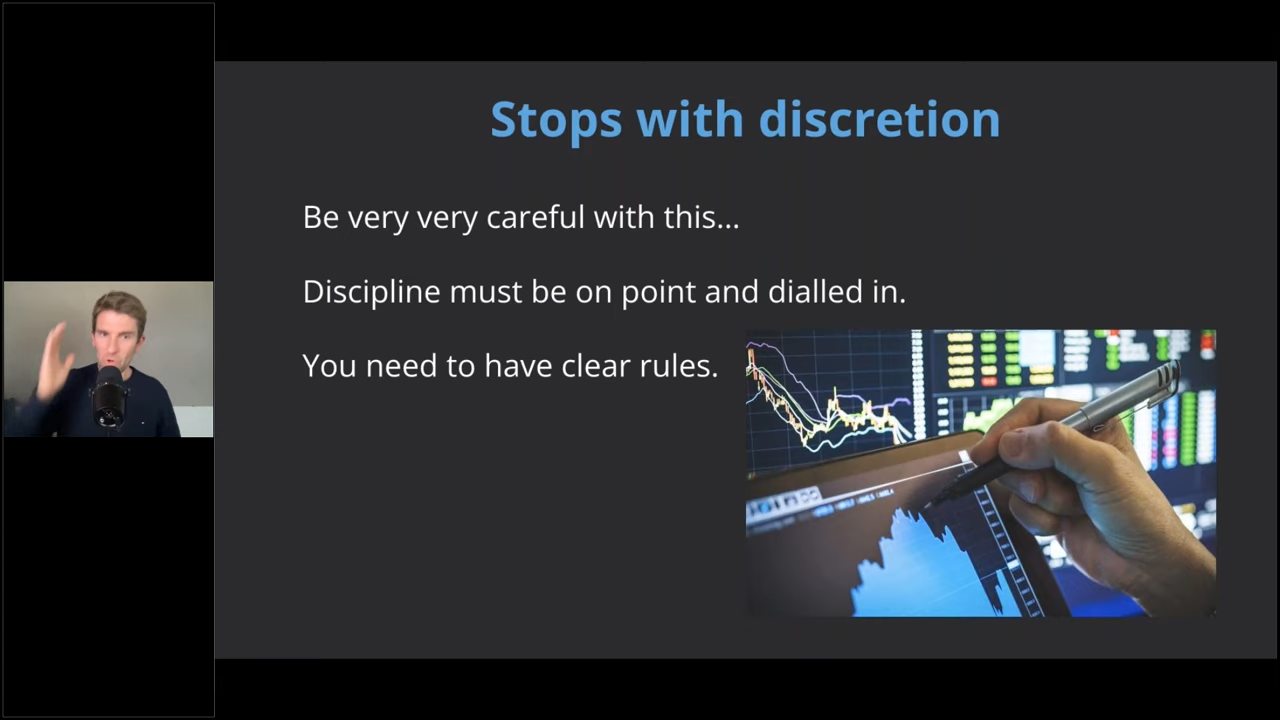 Stops with discretion
Be very very careful with this...
Discipline must be on point and dialled in.
You need to have clear rules.